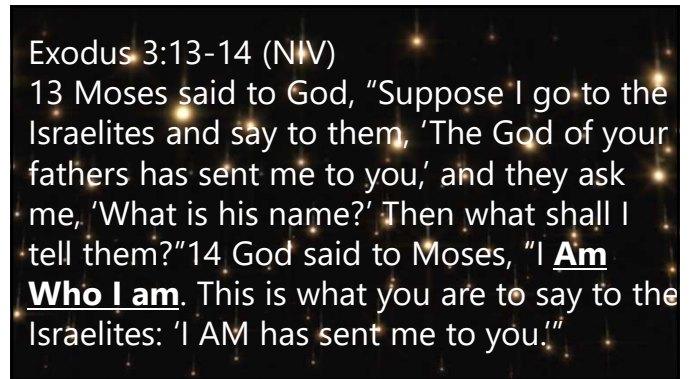 Exodus 3:13-14 (NIV)
13 Moses said to God, “Suppose I go to the
Israelites and say to them, ‘The God of your
fathers has sent me to you,’ and they ask
me, ‘What is his name?’ Then what shall I
tell them?”14 God said to Moses, “I Am
Who I am. This is what you are to say to the
Israelites: ‘I AM has sent me to you.’”